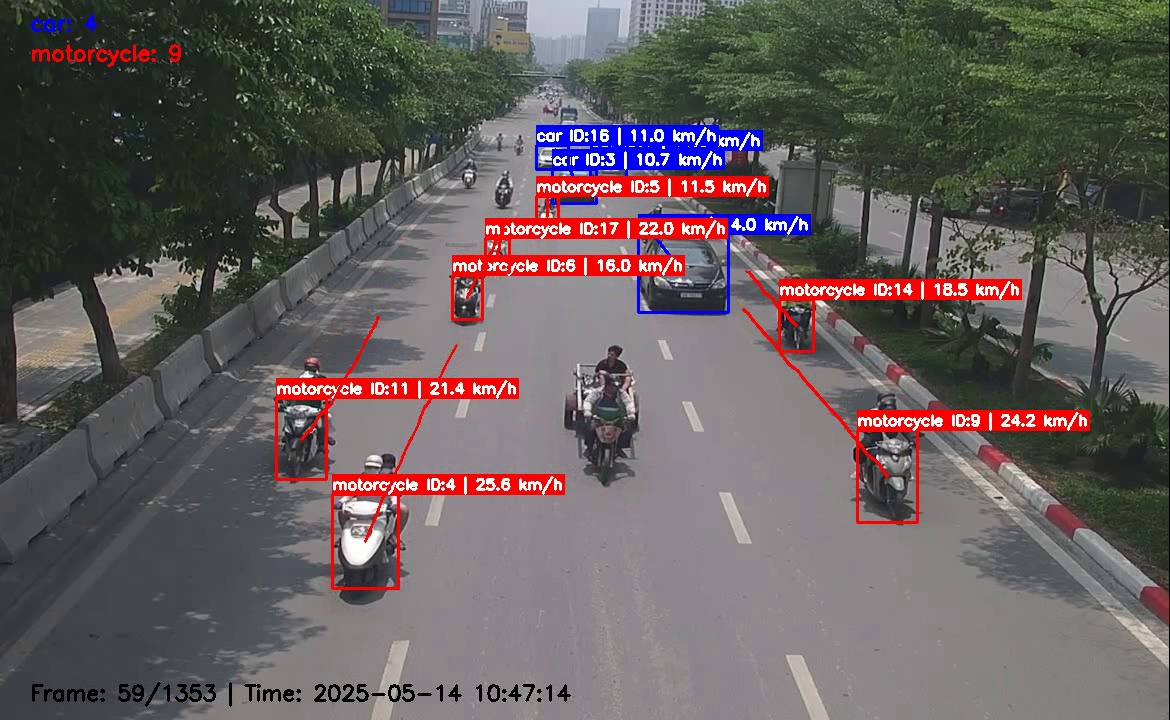 car: 4
motorcycle: 9
car ID:16 | 11.0 km/h
km/h
car ID:3 | 10.7 km/h
motorcycle ID:5 | 11.5 km/h
4.0 km/h
motorcycle ID:17 | 22.0 km/h
motorcycle ID:6 | 16.0 km/h
motorcycle ID:14 | 18.5 km/h
motorcycle ID:11 | 21.4 km/h
motorcycle ID:9 | 24.2 km/h
motorcycle ID:4 | 25.6 km/h
Frame: 59/1353 | Time: 2025-05-14 10:47:14